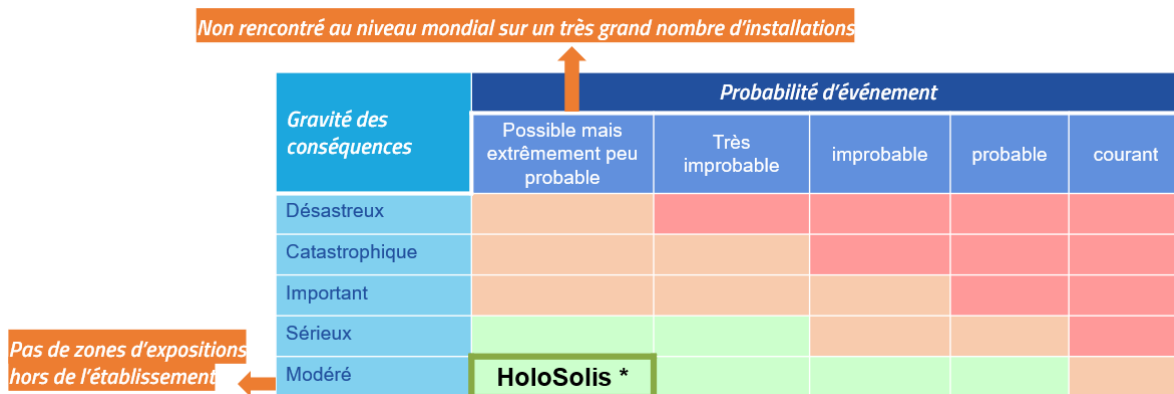 Non rencontré au niveau mondial sur un très grand nombre d'installations
Gravité des
conséquences
Probabilité d'événement
Possible mais
extrêmement peu
probable
Très
improbable
improbable
probable
courant
Désastreux
Catastrophique
Important
Sérieux
Modéré
HoloSolis *
Pas de zones d'expositions
hors de l'établissement